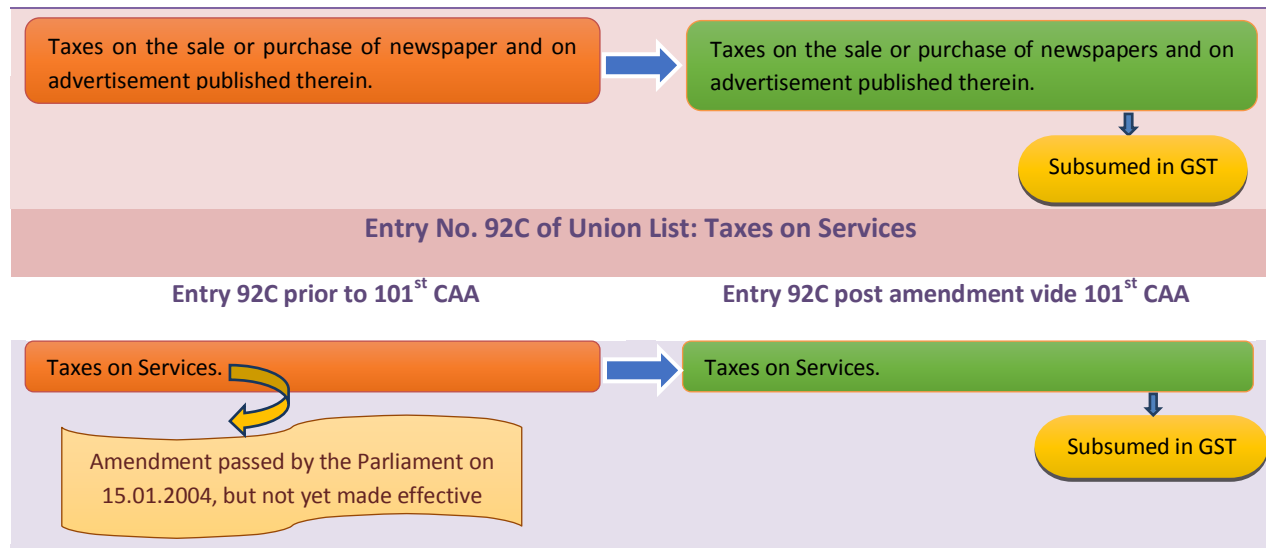 Taxes on the sale or purchase of newspaper and on
advertisement published therein.
Taxes on the sale or purchase of newspapers and on
advertisement published therein.
Subsumed in GST
Entry No. 92C of Union List: Taxes on Services
Entry 92C prior to 101st CAA
Entry 92C post amendment vide 101st CAA
Taxes on Services.
Taxes on Services.
Amendment passed by the Parliament on
15.01.2004, but not yet made effective
Subsumed in GST